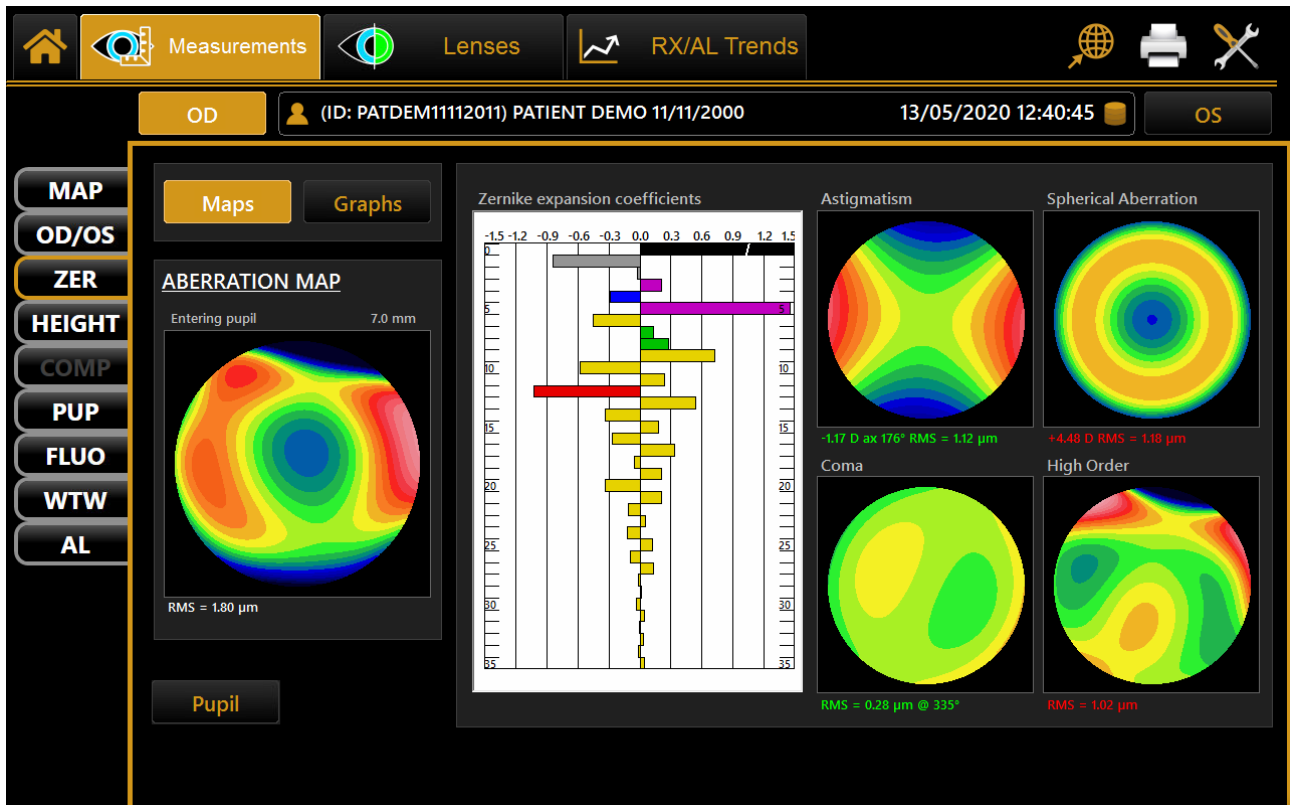 Measurements
Lenses
RX/AL Trends
OD
(ID: PATDEM11112011) PATIENT DEMO 11/11/2000
13/05/2020 12:40:45
OS
MAP
OD/OS
ZER
HEIGHT
COMP
PUP
FLUO
WTW
AL
Maps
Graphs
ABERRATION MAP
Entering pupil
7.0 mm
RMS = 1.80 µm
Pupil
Zernike expansion coefficients
-1.5 -1.2 -0.9 -0.6 -0.3 0.0 0.3 0.6 0.9 1.2 1.5
0
5 5
10 10
15 15
20 20
25 25
30 30
35 35
Astigmatism
-1.17 D ax 176° RMS = 1.12 µm
Spherical Aberration
+4.48 D RMS = 1.18 µm
Coma
RMS = 0.28 µm @ 335°
High Order
RMS = 1.02 µm